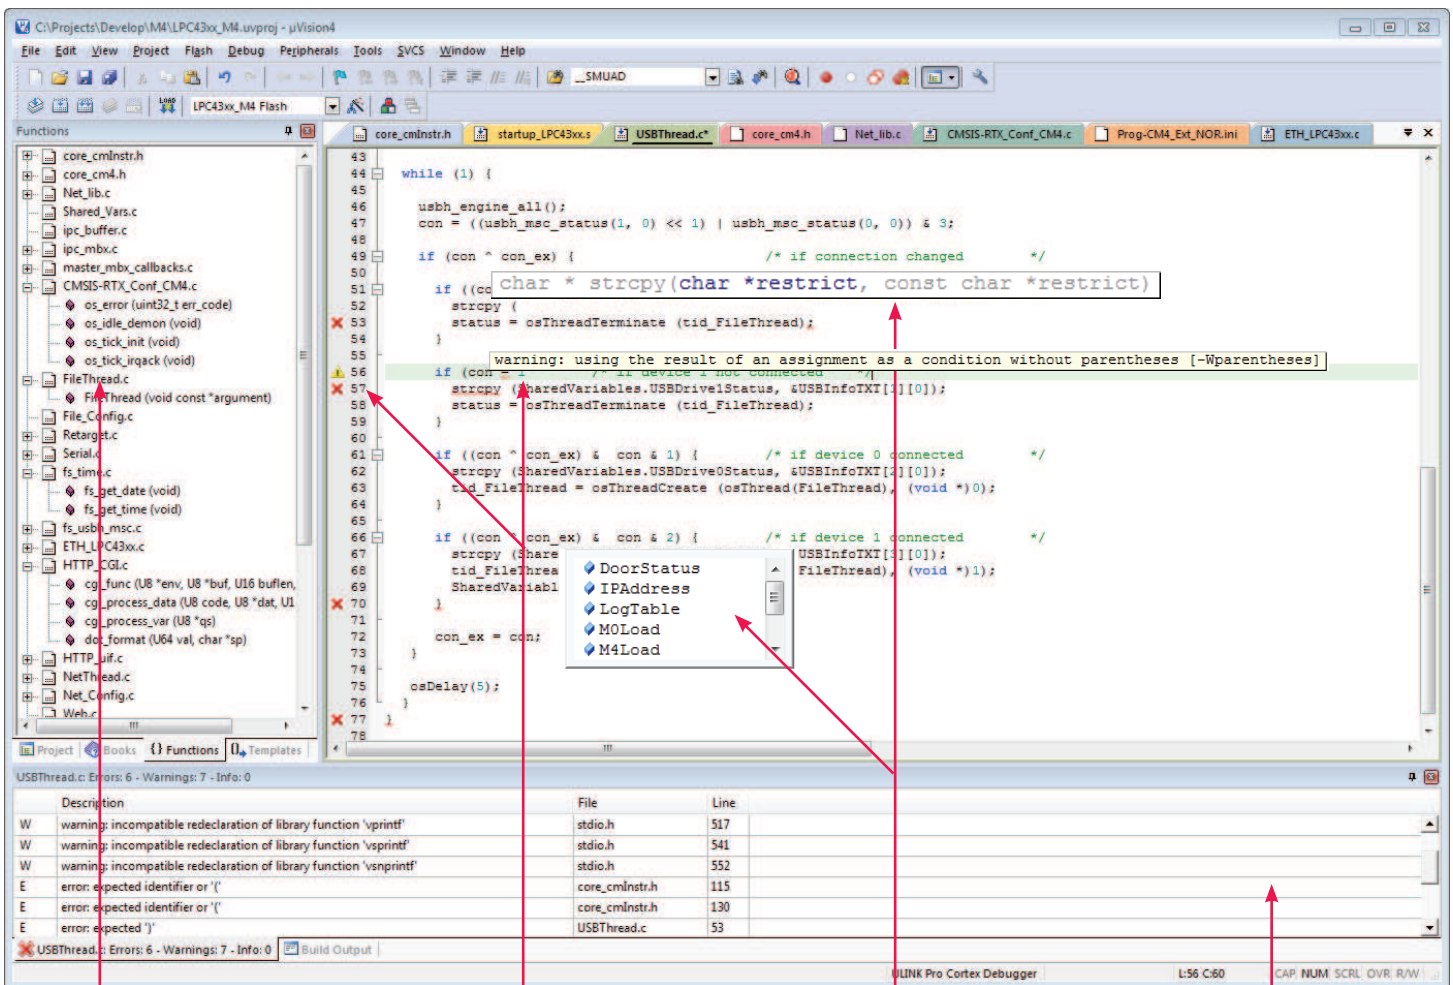 C:\Projects\Develop\M4\LPC43xx_M4.uvproj - µVision4
File Edit View Project Flash Debug Peripherals Tools SVCS Window Help
__SMUAD
LOAD LPC43xx_M4 Flash
Functions
core_cmInstr.h
core_cm4.h
Net_lib.c
Shared_Vars.c
ipc_buffer.c
ipc_mbx.c
master_mbx_callbacks.c
CMSIS-RTX_Conf_CM4.c
os_error (uint32_t err_code)
os_idle_demon (void)
os_tick_init (void)
os_tick_irqack (void)
FileThread.c
FileThread (void const *argument)
File_Config.c
Retarget.c
Serial.c
fs_time.c
fs_get_date (void)
fs_get_time (void)
fs_usbh_msc.c
ETH_LPC43xx.c
HTTP_CGI.c
cgi_func (U8 *env, U8 *buf, U16 buflen,
cgi_process_data (U8 code, U8 *dat, U1
cgi_process_var (U8 *qs)
dot_format (U64 val, char *sp)
HTTP_uif.c
NetThread.c
Net_Config.c
Web.c
Project Books {} Functions Templates
core_cmInstr.h startup_LPC43xx.s USBThread.c* core_cm4.h Net_lib.c CMSIS-RTX_Conf_CM4.c Prog-CM4_Ext_NOR.ini ETH_LPC43xx.c
43
44 while (1) {
45
46 usbh_engine_all();
47 con = ((usbh_msc_status(1, 0) << 1) | usbh_msc_status(0, 0)) & 3;
48
49 if (con ^ con_ex) { /* if connection changed */
50
char * strcpy(char *restrict, const char *restrict)
51 if ((co
52 strcpy (
53 status = osThreadTerminate (tid_FileThread);
54 }
55
warning: using the result of an assignment as a condition without parentheses [-Wparentheses]
56 if (con = 1 /* if device 1 not connected */
57 strcpy (SharedVariables.USBDrive1Status, &USBInfoTXT[1][0]);
58 status = osThreadTerminate (tid_FileThread);
59 }
60
61 if ((con ^ con_ex) & con & 1) { /* if device 0 connected */
62 strcpy (SharedVariables.USBDrive0Status, &USBInfoTXT[2][0]);
63 tid_FileThread = osThreadCreate (osThread(FileThread), (void *)0);
64 }
65
66 if ((con ^ con_ex) & con & 2) { /* if device 1 connected */
67 strcpy (Share USBInfoTXT[3][0]);
68 tid_FileThrea FileThread), (void *)1);
69 SharedVariabl
70 }
71
72 con_ex = con;
73 }
74
75 osDelay(5);
76 }
77 }
78
DoorStatus
IPAddress
LogTable
M0Load
M4Load
USBThread.c: Errors: 6 - Warnings: 7 - Info: 0
Description File Line
W warning: incompatible redeclaration of library function 'vprintf' stdio.h 517
W warning: incompatible redeclaration of library function 'vsprintf' stdio.h 541
W warning: incompatible redeclaration of library function 'vsnprintf' stdio.h 552
E error: expected identifier or '(' core_cmInstr.h 115
E error: expected identifier or '(' core_cmInstr.h 130
E error: expected ')' USBThread.c 53
USBThread.c: Errors: 6 - Warnings: 7 - Info: 0 Build Output
ULINK Pro Cortex Debugger L:56 C:60 CAP NUM SCRL OVR R/W